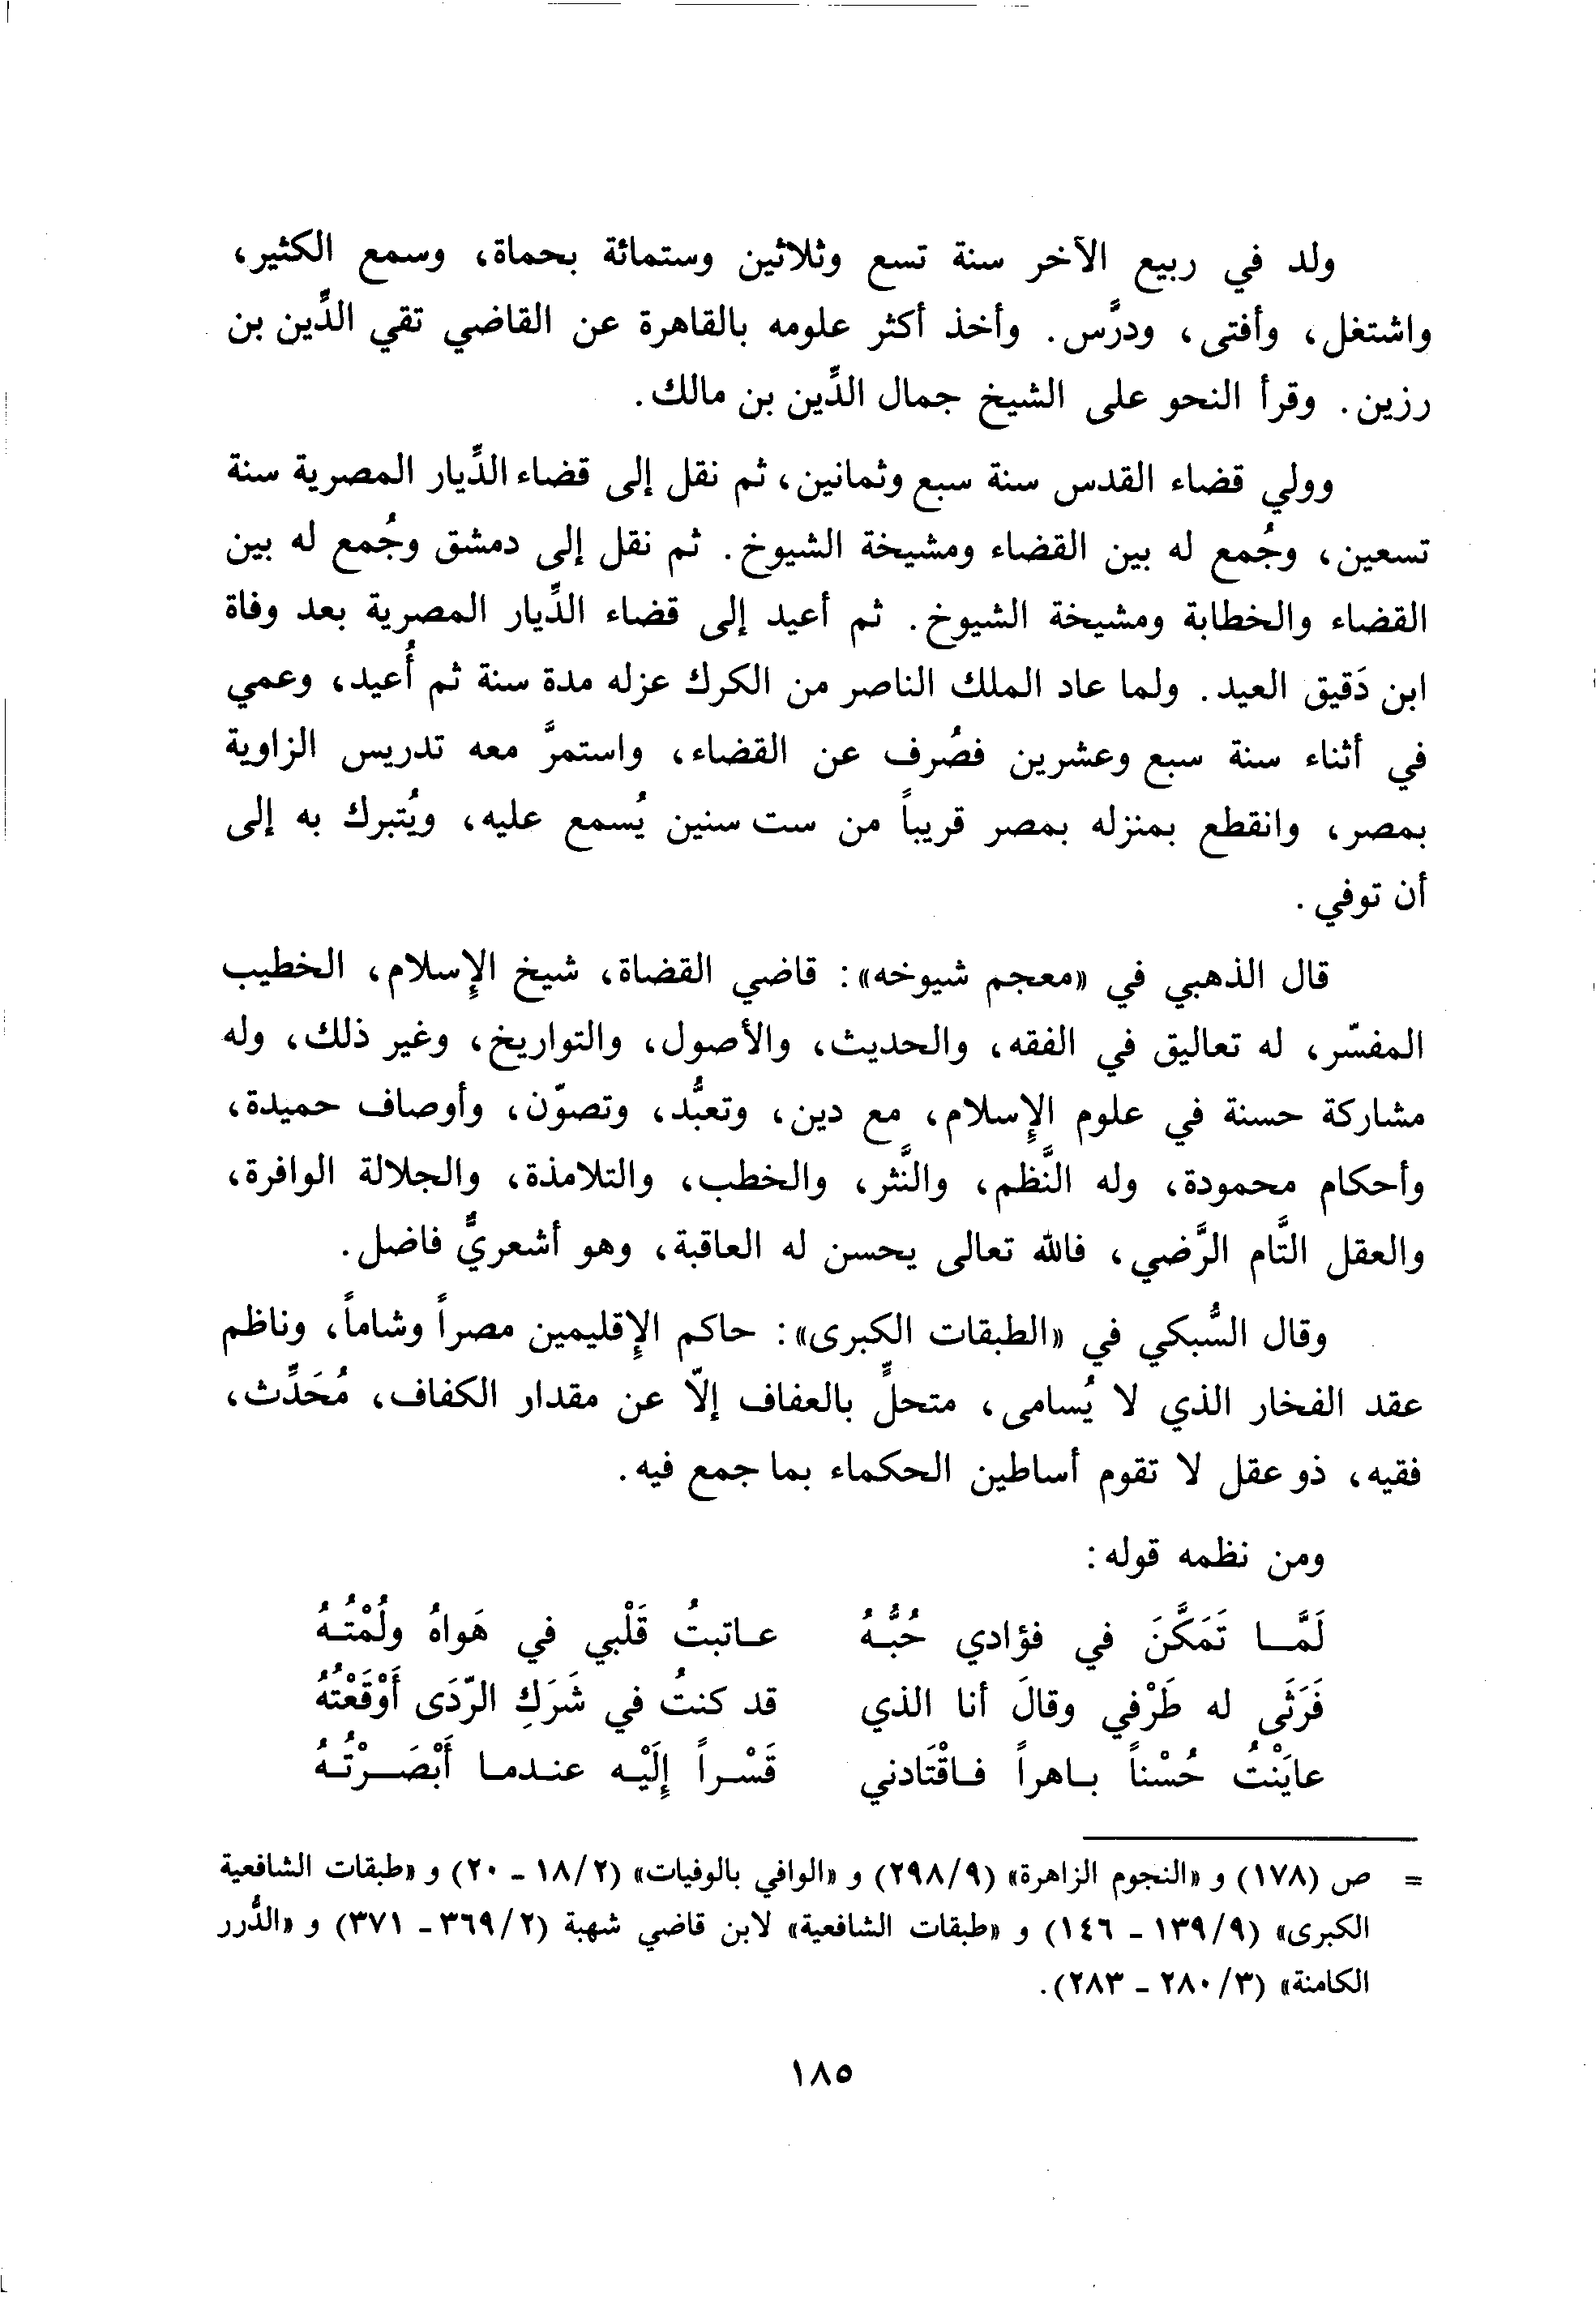 ولد في ربيع الآخر سنة تسع وثلاثين وستمائة بحماة، وسمع الكثير،
واشتغل، وأفتى، ودرَّس. وأخذ أكثر علومه بالقاهرة عن القاضي تقي الدِّين بن
رزين. وقرأ النحو على الشيخ جمال الدِّين بن مالك.
وولي قضاء القدس سنة سبع وثمانين، ثم نقل إلى قضاء الدِّيار المصرية سنة
تسعين، وجُمع له بين القضاء ومشيخة الشيوخ. ثم نقل إلى دمشق وجُمع له بين
القضاء والخطابة ومشيخة الشيوخ. ثم أعيد إلى قضاء الدِّيار المصرية بعد وفاة
ابن دَقيق العيد. ولما عاد الملك الناصر من الكرك عزله مدة سنة ثم أُعيد، وعمي
في أثناء سنة سبع وعشرين فصُرف عن القضاء، واستمرَّ معه تدريس الزاوية
بمصر، وانقطع بمنزله بمصر قريباً من ست سنين يُسمع عليه، ويُتبرك به إلى
أن توفي.
قال الذهبي في «معجم شيوخه»: قاضي القضاة، شيخ الإِسلام، الخطيب
المفسّر، له تعاليق في الفقه، والحديث، والأصول، والتواريخ، وغير ذلك، وله
مشاركة حسنة في علوم الإِسلام، مع دين، وتعبُّد، وتصوّن، وأوصاف حميدة،
وأحكام محمودة، وله النَّظم، والنَّثر، والخطب، والتلامذة، والجلالة الوافرة،
والعقل التَّام الرَّضي، فالله تعالى يحسن له العاقبة، وهو أشعريٌّ فاضل.
وقال السُّبكي في «الطبقات الكبرى»: حاكم الإِقليمين مصراً وشاماً، وناظم
عقد الفخار الذي لا يُسامى، متحلٍّ بالعفاف إلاّ عن مقدار الكفاف، مُحَدِّث،
فقيه، ذو عقل لا تقوم أساطين الحكماء بما جمع فيه.
ومن نظمه قوله:
لَمَّـا تَمَكَّنَ في فؤادي حُبُّـهُ عـاتبتُ قَلْبي في هَواهُ ولُمْتُـهُ
فَرَثَى له طَرْفي وقالَ أنا الذي قد كنتُ في شَرَكِ الرّدَى أَوْقَعْتُهُ
عايَنْتُ حُسْناً بـاهراً فـاقْتَادني قَسْـراً إِلَيْـه عنـدمـا أَبْصَـرْتُـهُ
= ص (١٧٨) و «النجوم الزاهرة» (٢٩٨/٩) و «الوافي بالوفيات» (١٨/٢ - ٢٠) و «طبقات الشافعية
الكبرى» (١٣٩/٩ - ١٤٦) و «طبقات الشافعية» لابن قاضي شهبة (٣٦٩/٢ - ٣٧١) و «الدُّرر
الكامنة» (٢٨٠/٣ - ٢٨٣).
١٨٥